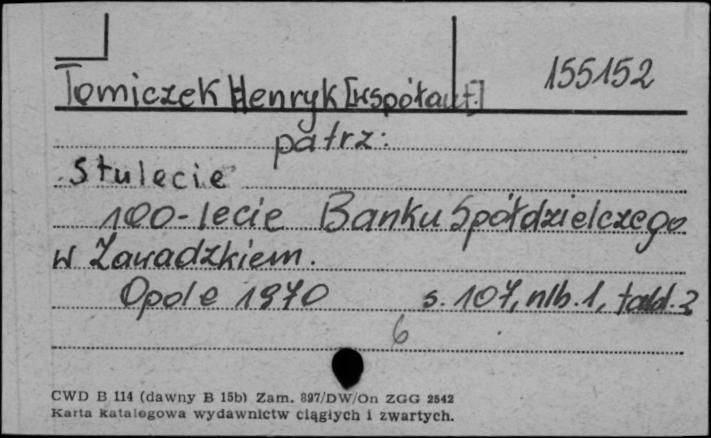 155152
Tomiczek Henryk [współaut.]
patrz:
Stulecie
100-lecie Banku Spółdzielczego
w Zawadzkiem.
Opole 1970 s. 107, nlb. 1, tabl. 2
6
CWD B 114 (dawny B 15b) Zam. 897/DW/On ZGG 2542
Karta katalogowa wydawnictw ciągłych i zwartych.